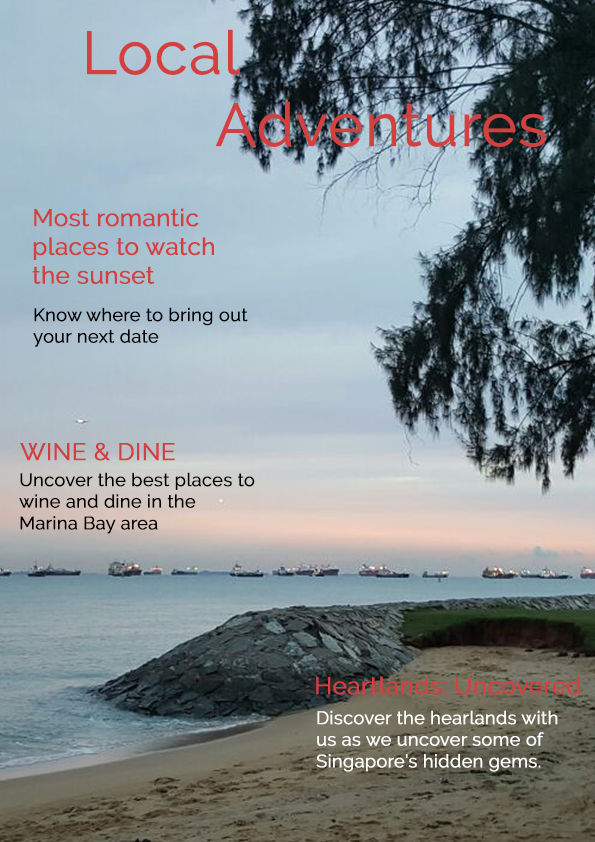 Local
Adventures
Most romantic
places to watch
the sunset
Know where to bring out
your next date
WINE & DINE
Uncover the best places to
wine and dine in the
Marina Bay area
Heartlands: Uncovered
Discover the hearlands with
us as we uncover some of
Singapore's hidden gems.